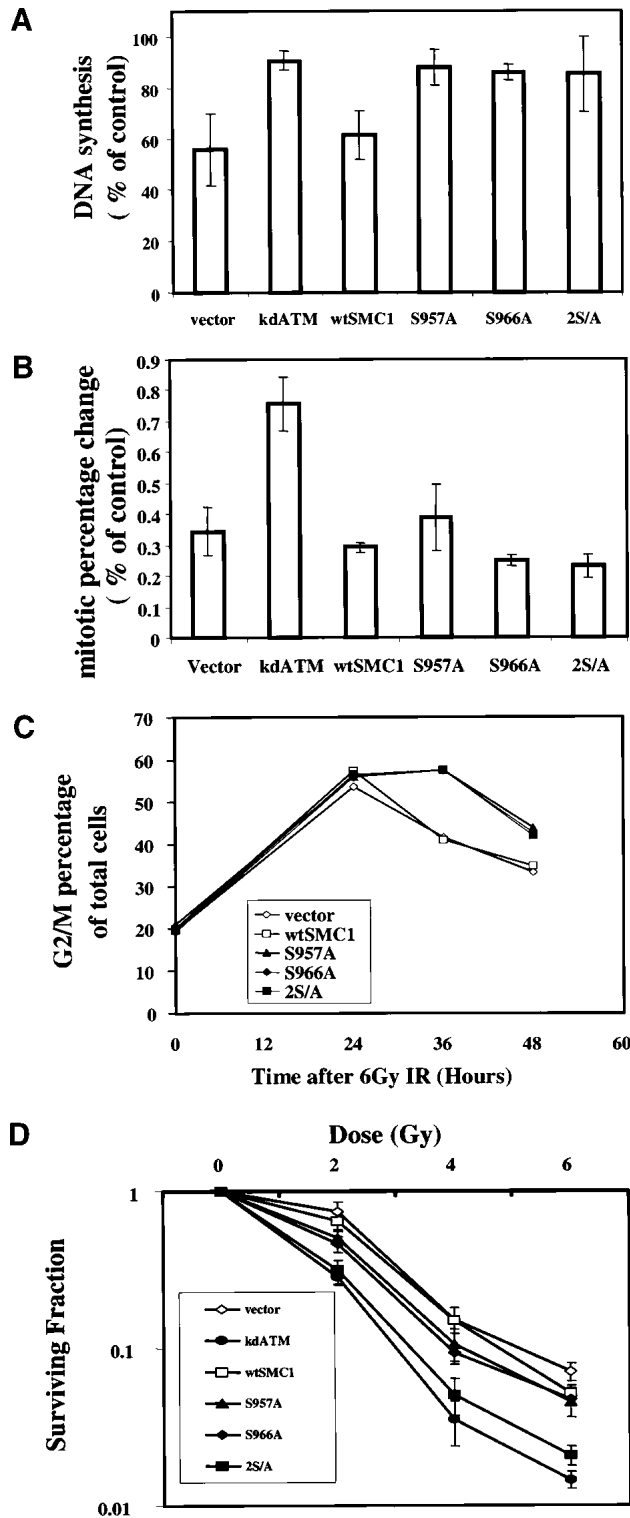 A
DNA synthesis
( % of control)
100
80
60
40
20
0
vector kdATM wtSMC1 S957A S966A 2S/A
B
mitotic percentage change
( % of control)
0.9
0.8
0.7
0.6
0.5
0.4
0.3
0.2
0.1
0
Vector kdATM wtSMC1 S957A S966A 2S/A
C
G2/M percentage
of total cells
70
60
50
40
30
20
10
0
vector
wtSMC1
S957A
S966A
2S/A
0 12 24 36 48 60
Time after 6Gy IR (Hours)
D
Dose (Gy)
0 2 4 6
Surviving Fraction
1
0.1
0.01
vector
kdATM
wtSMC1
S957A
S966A
2S/A